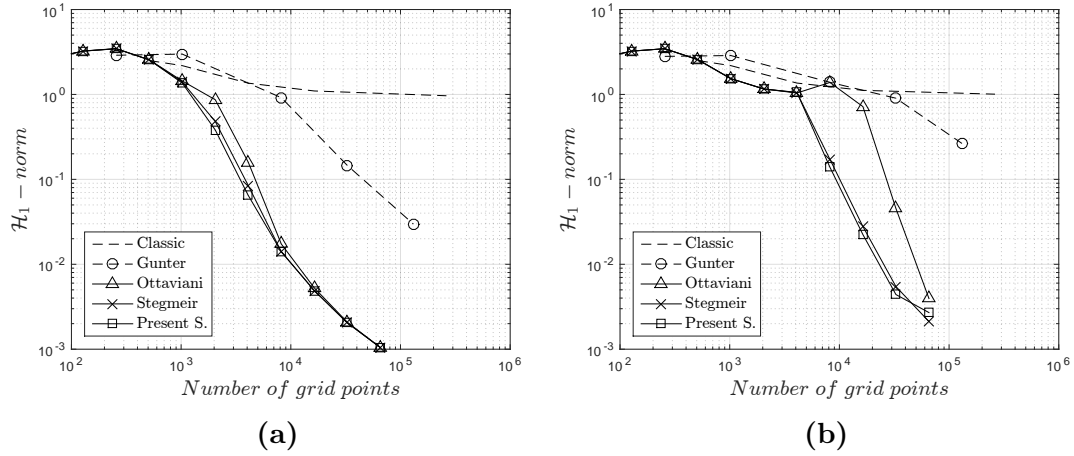 10^1
10^0
10^-1
10^-2
10^-3
ℋ₁ − norm
Classic
Gunter
Ottaviani
Stegmeir
Present S.
10^2 10^3 10^4 10^5 10^6
Number of grid points
(a)
10^1
10^0
10^-1
10^-2
10^-3
ℋ₁ − norm
Classic
Gunter
Ottaviani
Stegmeir
Present S.
10^2 10^3 10^4 10^5 10^6
Number of grid points
(b)